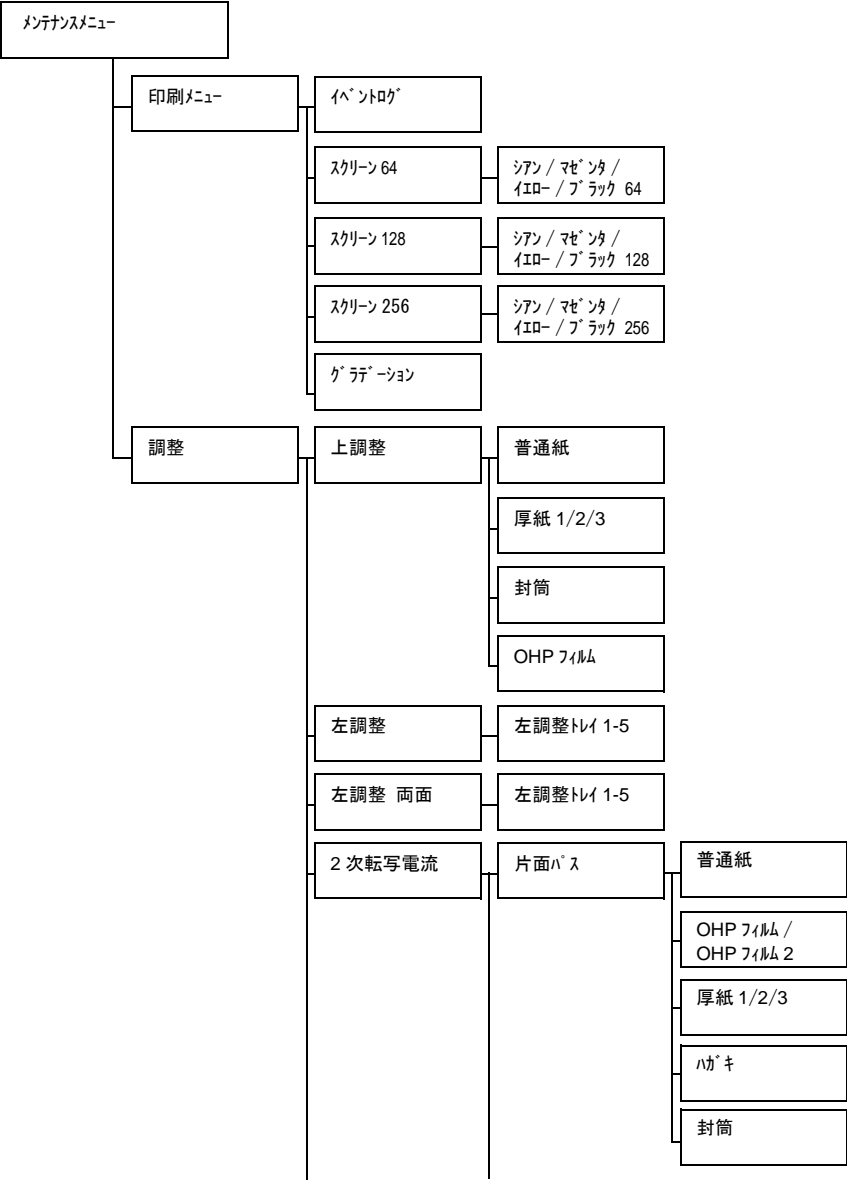 ﾒﾝﾃﾅﾝｽﾒﾆｭｰ
印刷ﾒﾆｭｰ
ｲﾍﾞﾝﾄﾛｸﾞ
ｽｸﾘｰﾝ 64
ｼｱﾝ / ﾏｾﾞﾝﾀ /
ｲｴﾛｰ / ﾌﾞﾗｯｸ 64
ｽｸﾘｰﾝ 128
ｼｱﾝ / ﾏｾﾞﾝﾀ /
ｲｴﾛｰ / ﾌﾞﾗｯｸ 128
ｽｸﾘｰﾝ 256
ｼｱﾝ / ﾏｾﾞﾝﾀ /
ｲｴﾛｰ / ﾌﾞﾗｯｸ 256
ｸﾞﾗﾃﾞｰｼｮﾝ
調整
上調整
普通紙
厚紙 1/2/3
封筒
OHP ﾌｨﾙﾑ
左調整
左調整ﾄﾚｲ 1-5
左調整 両面
左調整ﾄﾚｲ 1-5
2 次転写電流
片面ﾊﾟｽ
普通紙
OHP ﾌｨﾙﾑ /
OHP ﾌｨﾙﾑ 2
厚紙 1/2/3
ﾊｶﾞｷ
封筒